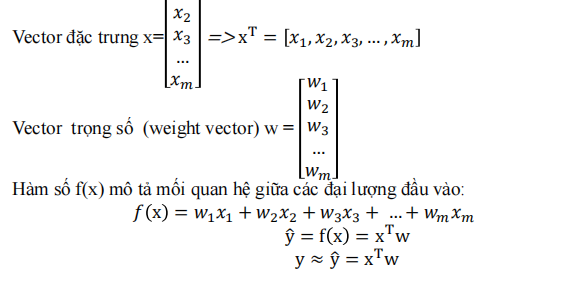 Vector đặc trưng x=[x₂ x₃ ... xₘ] =>xᵀ = [x₁, x₂, x₃, ..., xₘ]
Vector trọng số (weight vector) w = [w₁ w₂ w₃ ... wₘ]
Hàm số f(x) mô tả mối quan hệ giữa các đại lượng đầu vào:
f(x) = w₁x₁ + w₂x₂ + w₃x₃ + ...+ wₘxₘ
ŷ = f(x) = xᵀw
y ≈ ŷ = xᵀw